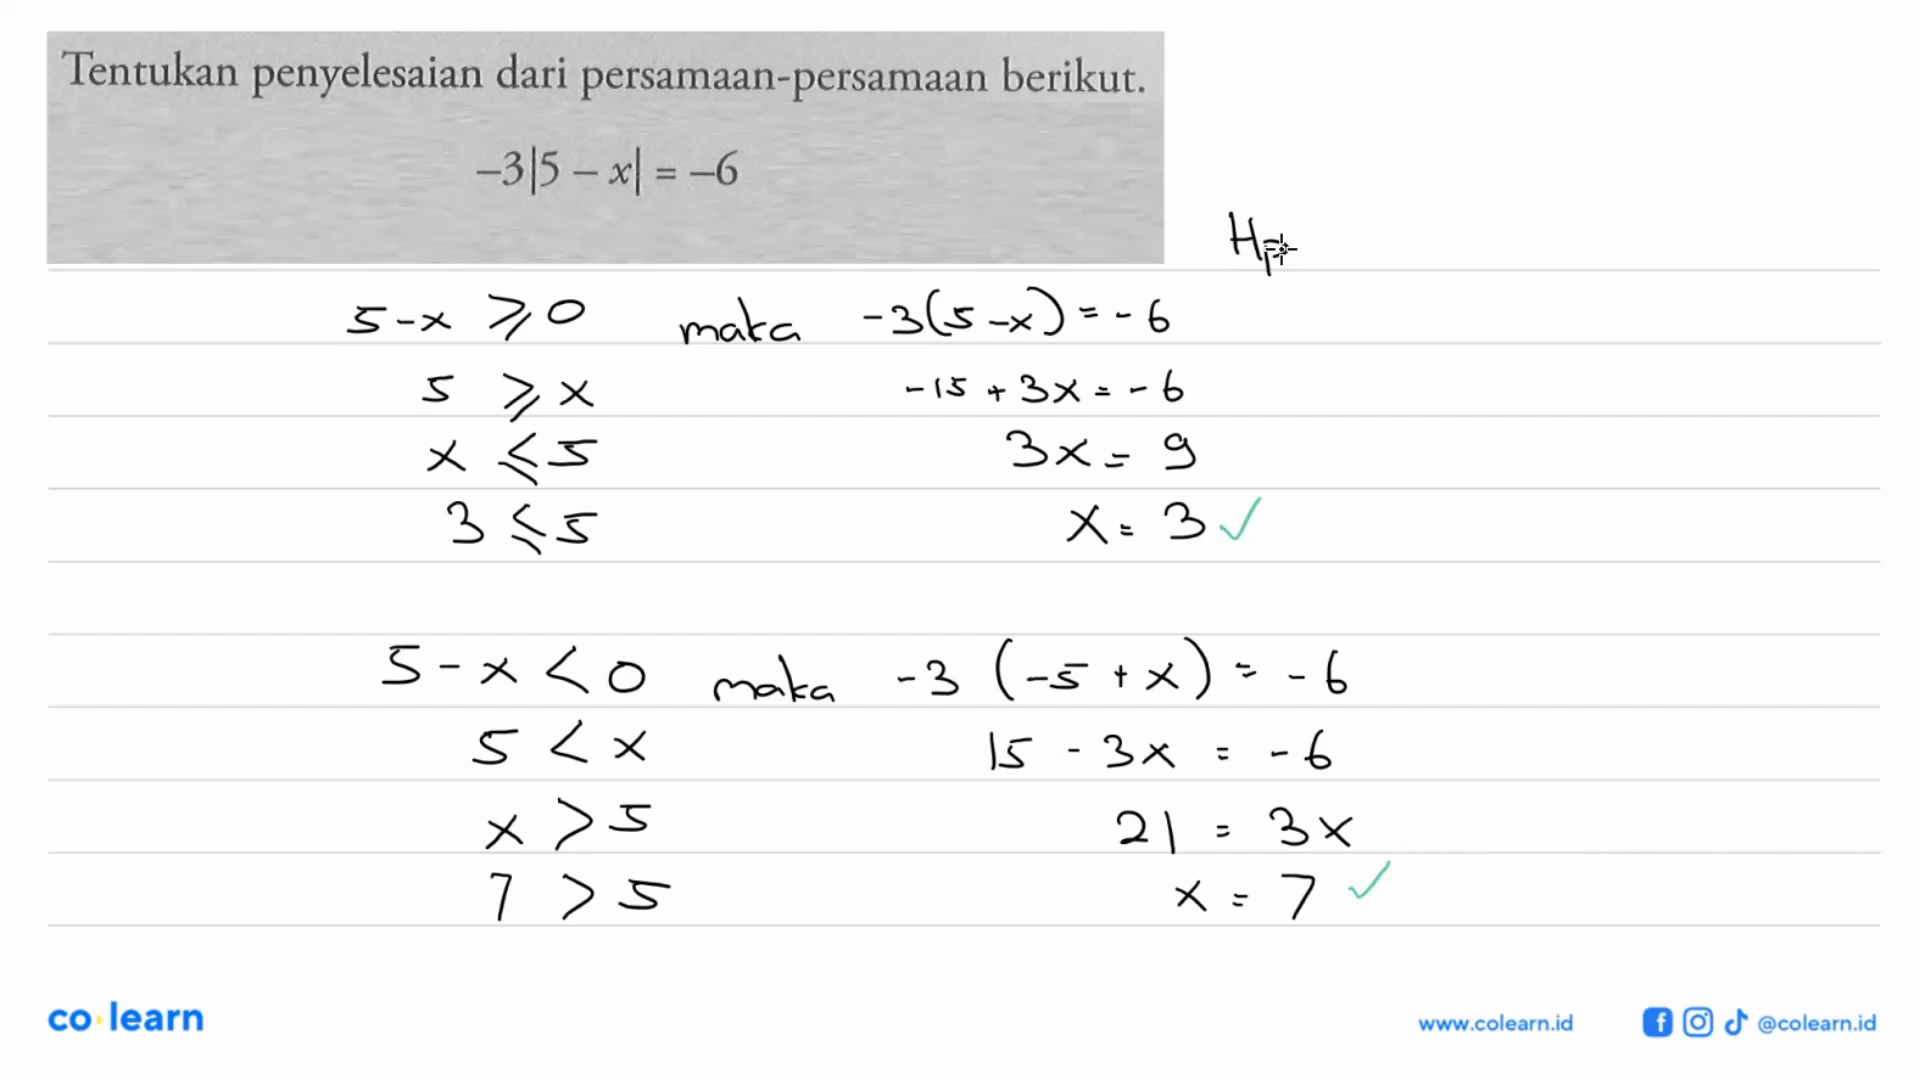 Tentukan penyelesaian dari persamaan-persamaan berikut.
–3|5 – x| = –6
Hp
5-x ⩾ 0 maka -3(5-x) = -6
5 ⩾ x -15 + 3x = -6
x ⩽ 5 3x = 9
3 ⩽ 5 x = 3 ✓
5-x < 0 maka -3 (-5 + x) = -6
5 < x 15 - 3x = -6
x > 5 21 = 3x
7 > 5 x = 7 ✓
co learn
www.colearn.id @colearn.id